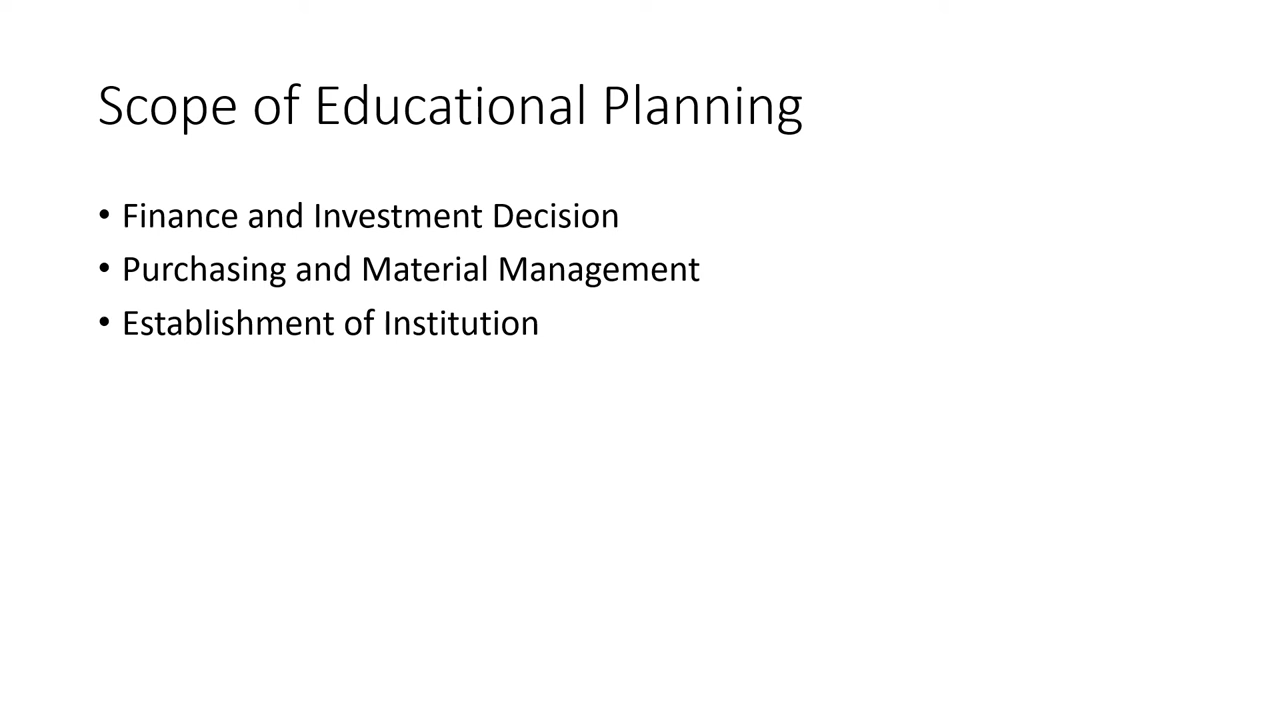 Scope of Educational Planning
• Finance and Investment Decision
• Purchasing and Material Management
• Establishment of Institution